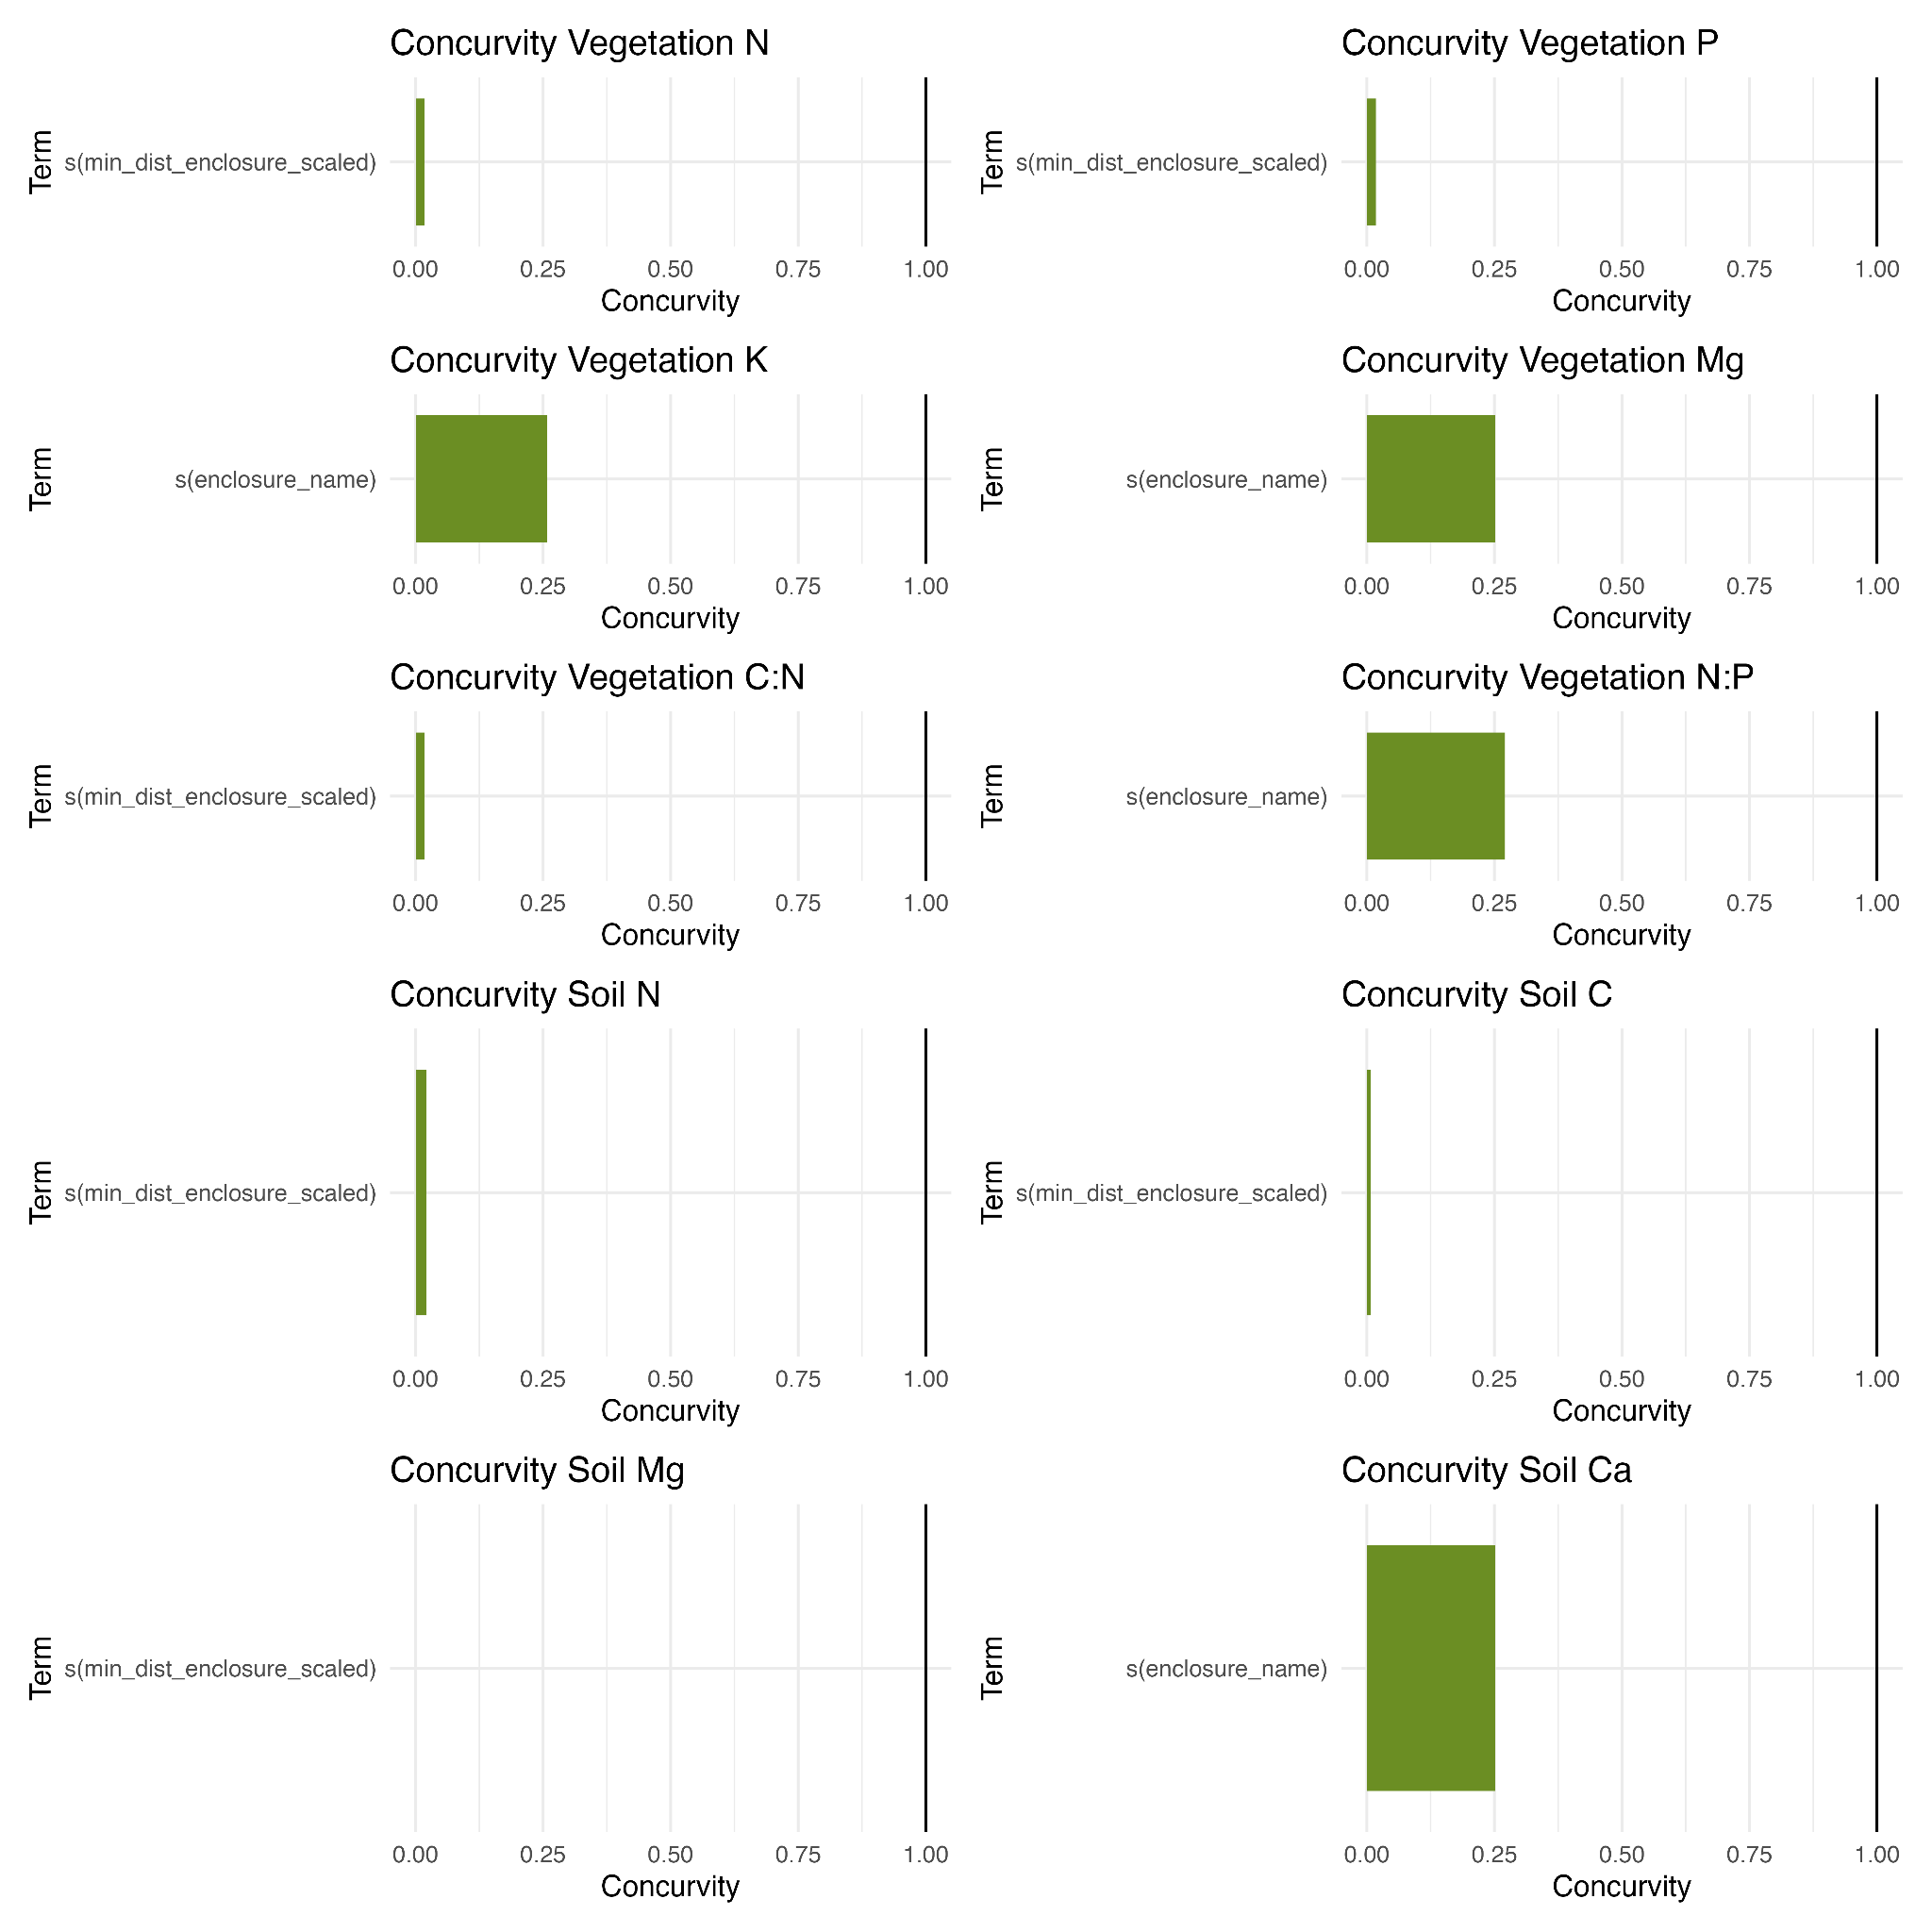 Concurvity Vegetation N
Term
s(min_dist_enclosure_scaled)
0.00 0.25 0.50 0.75 1.00
Concurvity
Concurvity Vegetation P
Term
s(min_dist_enclosure_scaled)
0.00 0.25 0.50 0.75 1.00
Concurvity
Concurvity Vegetation K
Term
s(enclosure_name)
0.00 0.25 0.50 0.75 1.00
Concurvity
Concurvity Vegetation Mg
Term
s(enclosure_name)
0.00 0.25 0.50 0.75 1.00
Concurvity
Concurvity Vegetation C:N
Term
s(min_dist_enclosure_scaled)
0.00 0.25 0.50 0.75 1.00
Concurvity
Concurvity Vegetation N:P
Term
s(enclosure_name)
0.00 0.25 0.50 0.75 1.00
Concurvity
Concurvity Soil N
Term
s(min_dist_enclosure_scaled)
0.00 0.25 0.50 0.75 1.00
Concurvity
Concurvity Soil C
Term
s(min_dist_enclosure_scaled)
0.00 0.25 0.50 0.75 1.00
Concurvity
Concurvity Soil Mg
Term
s(min_dist_enclosure_scaled)
0.00 0.25 0.50 0.75 1.00
Concurvity
Concurvity Soil Ca
Term
s(enclosure_name)
0.00 0.25 0.50 0.75 1.00
Concurvity